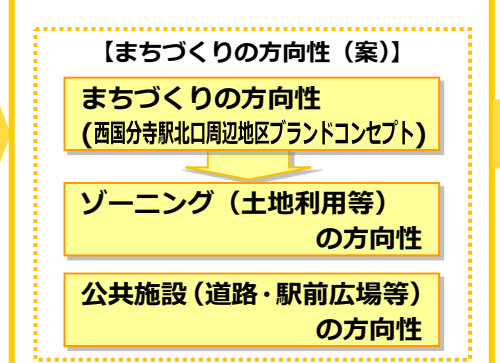 【まちづくりの方向性（案）】
まちづくりの方向性
(西国分寺駅北口周辺地区ブランドコンセプト)
ゾーニング（土地利用等）
の方向性
公共施設（道路・駅前広場等）
の方向性